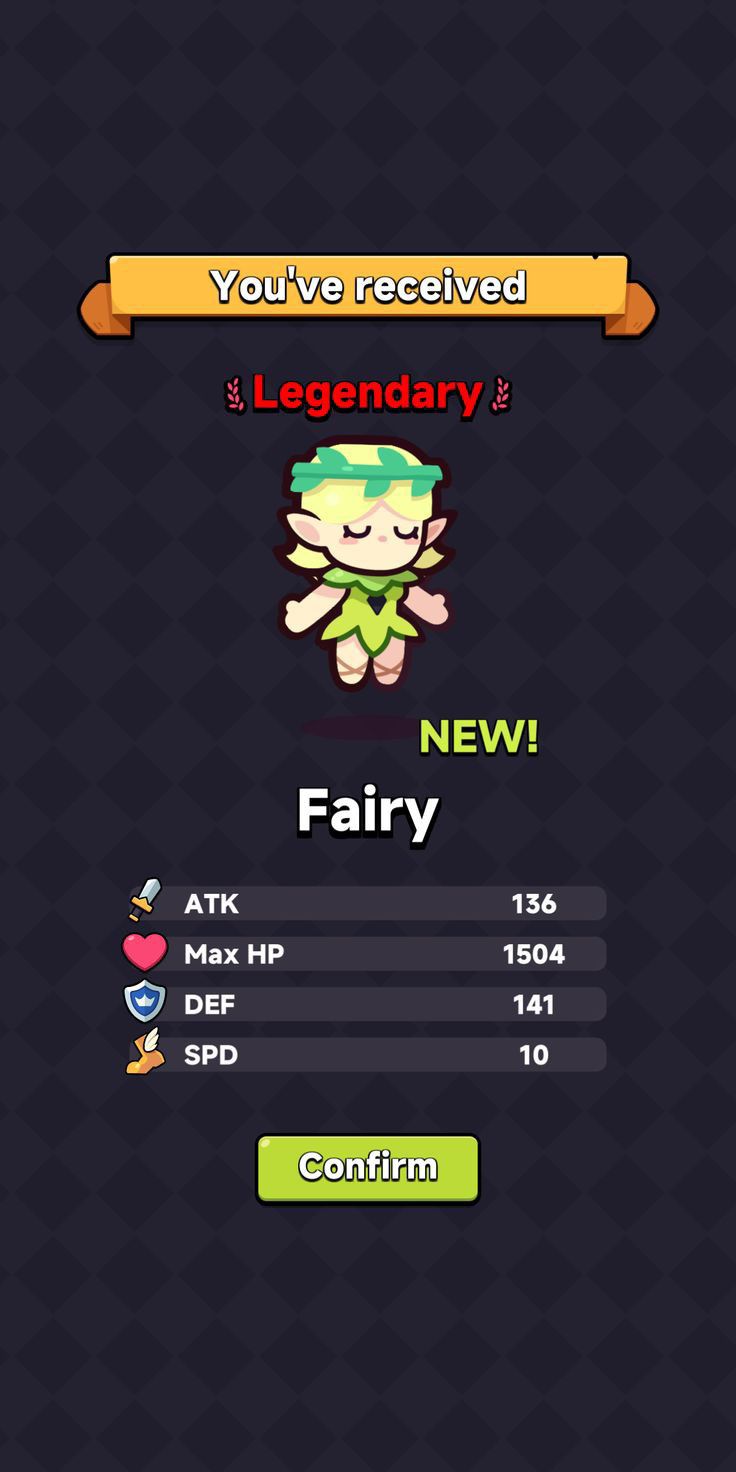 You've received
Legendary
NEW!
Fairy
ATK 136
Max HP 1504
DEF 141
SPD 10
Confirm